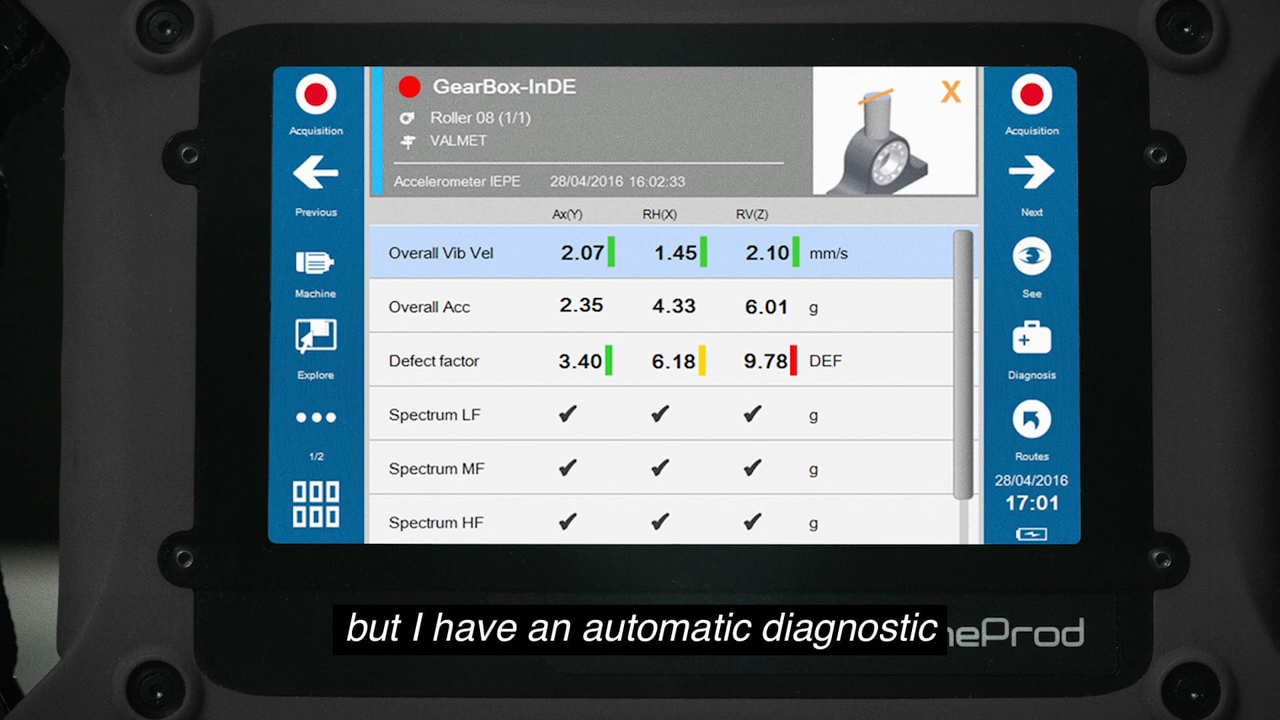 Acquisition
Previous
Machine
Explore
1/2
GearBox-InDE
Roller 08 (1/1)
VALMET
Accelerometer IEPE 28/04/2016 16:02:33
X
Ax(Y) RH(X) RV(Z)
Overall Vib Vel 2.07 1.45 2.10 mm/s
Overall Acc 2.35 4.33 6.01 g
Defect factor 3.40 6.18 9.78 DEF
Spectrum LF ✔ ✔ ✔ g
Spectrum MF ✔ ✔ ✔ g
Spectrum HF ✔ ✔ ✔ g
Acquisition
Next
See
Diagnosis
Routes
28/04/2016
17:01
but I have an automatic diagnostic